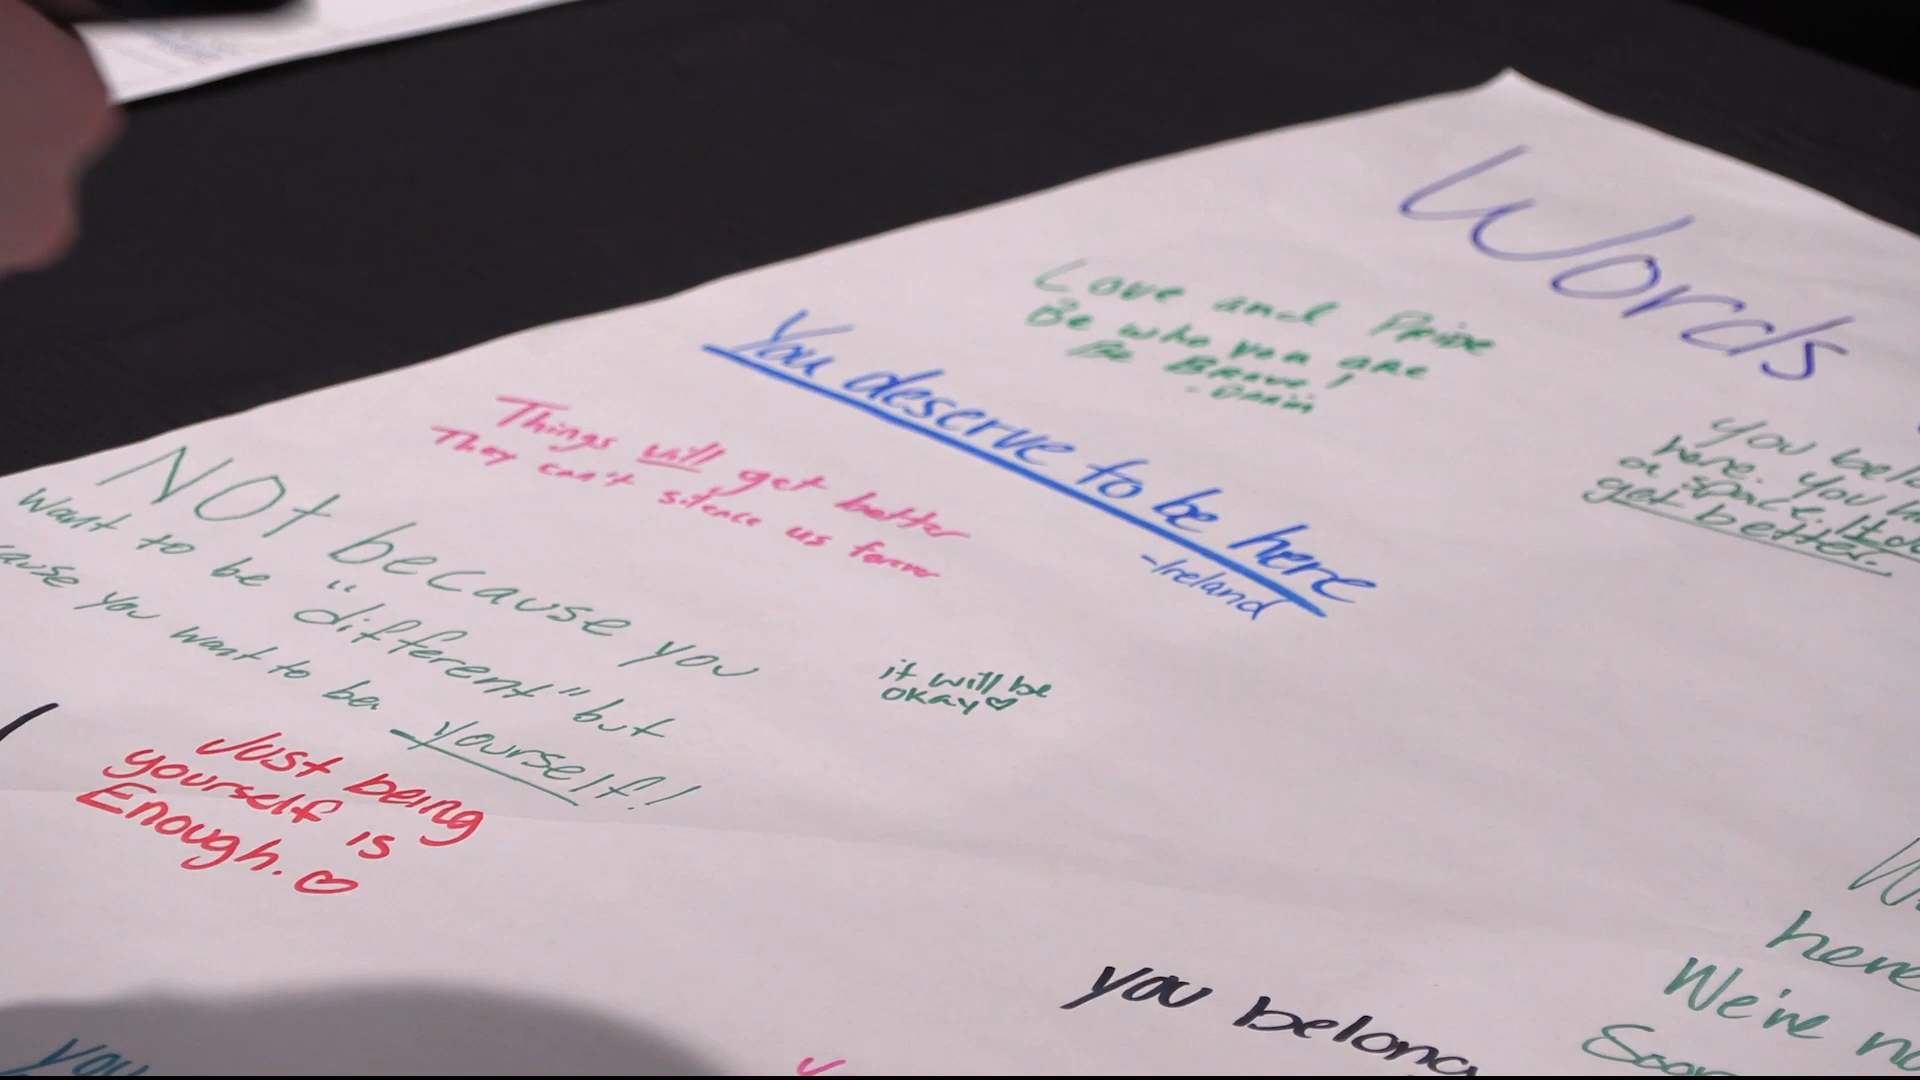 Words
Love and Pride
Be who you are
Be Brave!
You deserve to be here
-Ireland
Things will get better
They can't silence us forever
you
here. You
a space. It
get better.
NOt because you
Want to be "different" but
you want to be yourself!
it will be
okay♡
Just being
yourself is
Enough. ♡
here
We're
you
you belong